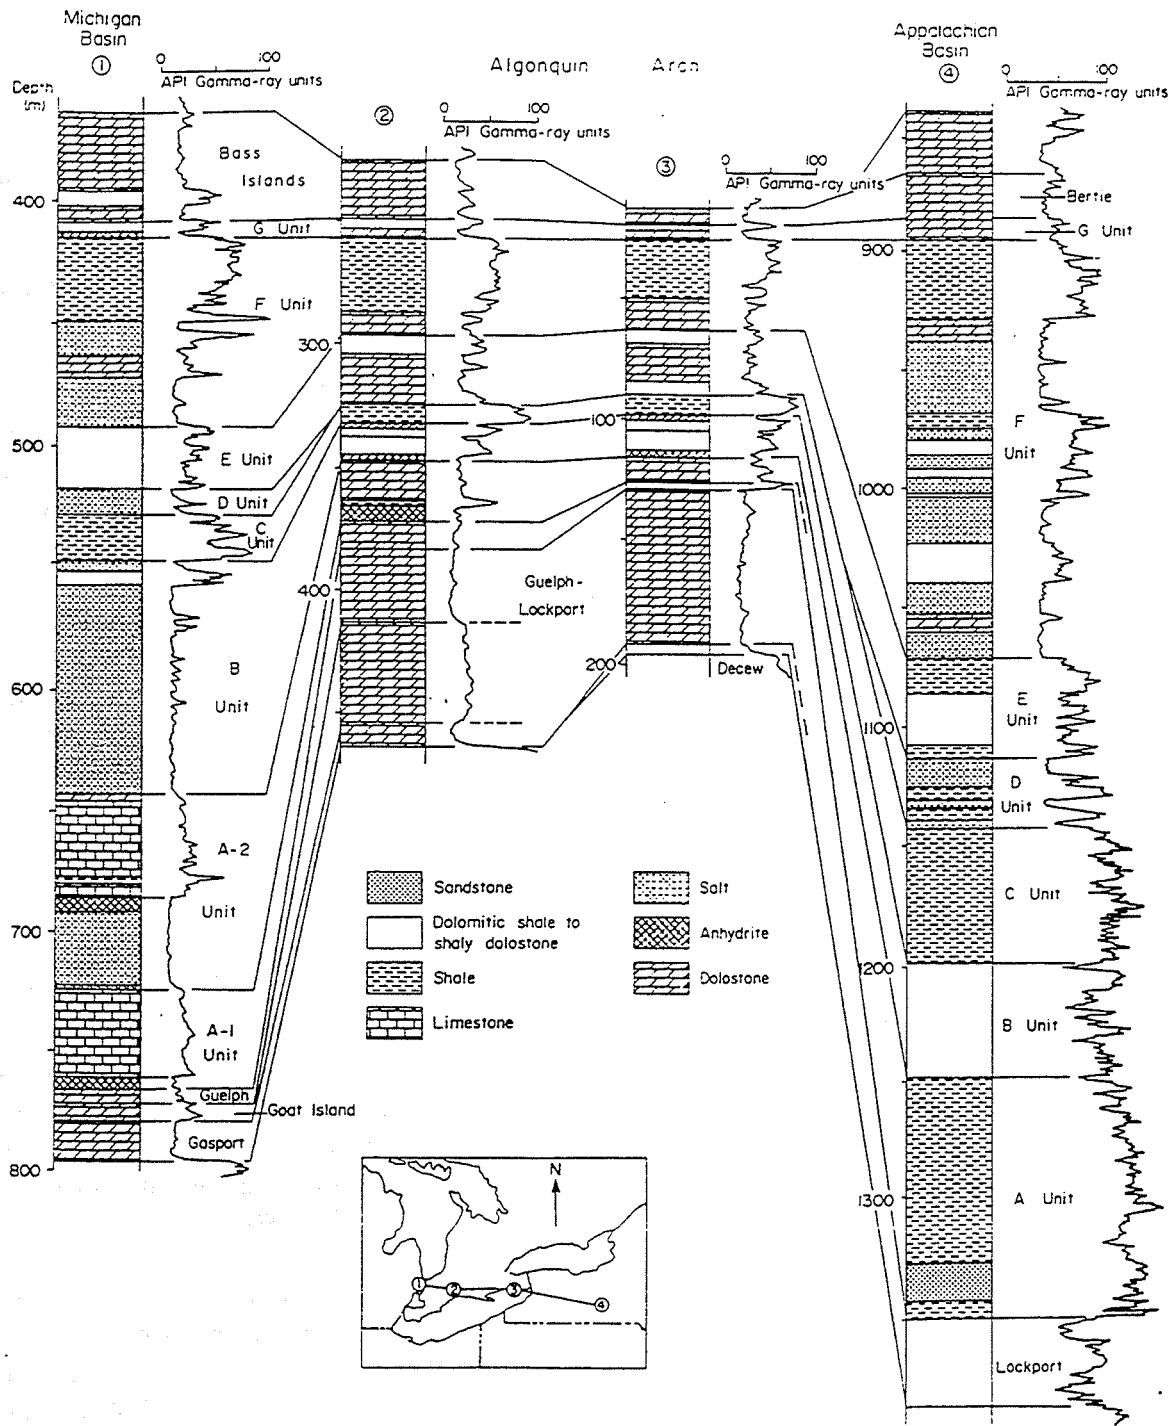 Michigan
Basin
①
0 100
API Gamma-ray units
Depth
(m)
400
500
600
700
800
Bass
Islands
G Unit
F Unit
E Unit
D Unit
C
Unit
B
Unit
A-2
Unit
A-1
Unit
Guelph
Goat Island
Gasport
Algonquin Arch
②
0 100
API Gamma-ray units
300
400
Guelph-
Lockport
③
0 100
API Gamma-ray units
100
200
Decew
Appalachian
Basin
④
0 100
API Gamma-ray units
900
1000
1100
1200
1300
Bertie
G Unit
F
Unit
E
Unit
D
Unit
C Unit
B Unit
A Unit
Lockport
Sandstone
Dolomitic shale to
shaly dolostone
Shale
Limestone
Salt
Anhydrite
Dolostone
N
① ② ③ ④